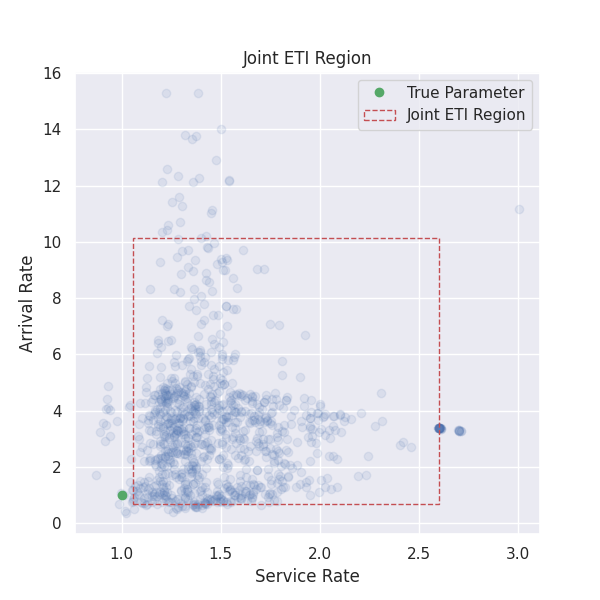 Joint ETI Region
True Parameter
Joint ETI Region
Arrival Rate
16
14
12
10
8
6
4
2
0
1.0 1.5 2.0 2.5 3.0
Service Rate